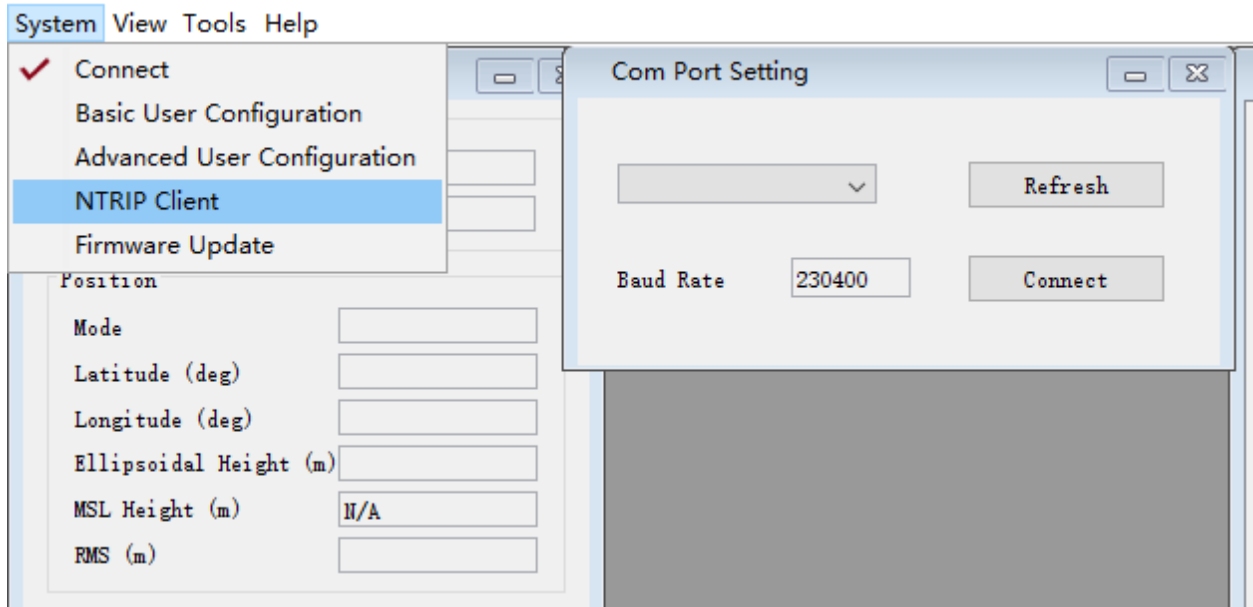 System View Tools Help
Connect
Basic User Configuration
Advanced User Configuration
NTRIP Client
Firmware Update
Com Port Setting
Refresh
Baud Rate 230400 Connect
Position
Mode
Latitude (deg)
Longitude (deg)
Ellipsoidal Height (m)
MSL Height (m) N/A
RMS (m)